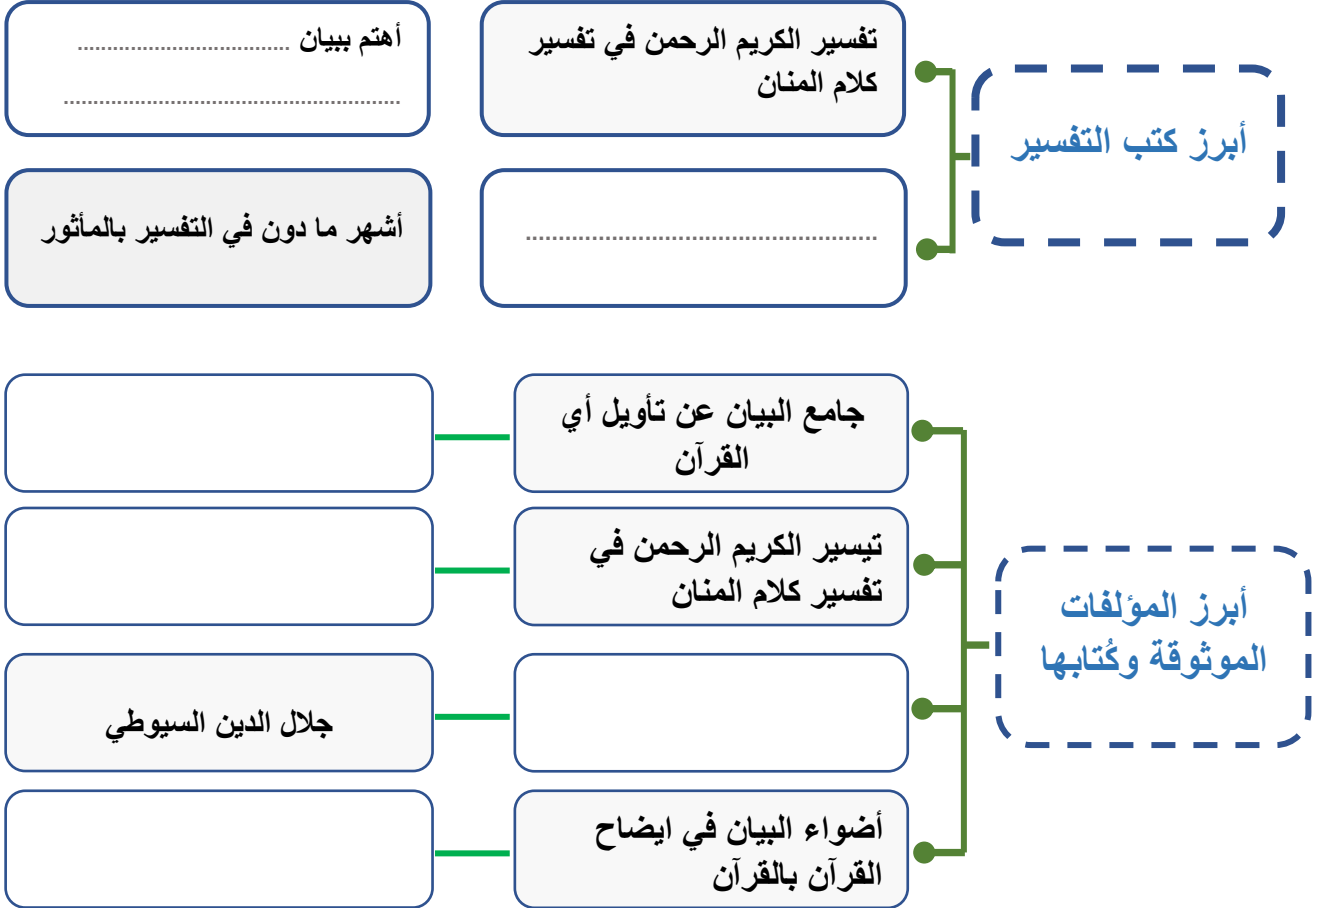 أبرز كتب التفسير
تفسير الكريم الرحمن في تفسير
كلام المنان
أهتم ببيان ....................................
.........................................................
.....................................................
أشهر ما دون في التفسير بالمأثور
أبرز المؤلفات
الموثوقة وكُتابها
جامع البيان عن تأويل أي
القرآن
تيسير الكريم الرحمن في
تفسير كلام المنان
جلال الدين السيوطي
أضواء البيان في ايضاح
القرآن بالقرآن